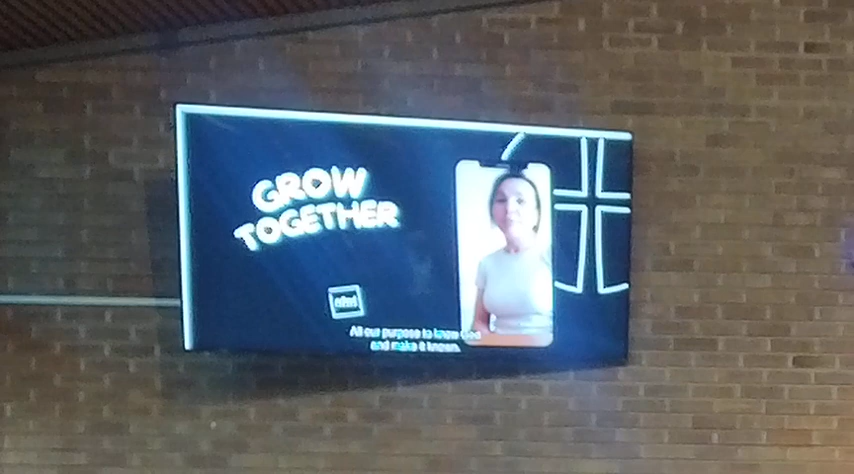 GROW
TOGETHER
All our purpose to know God
and make it known.